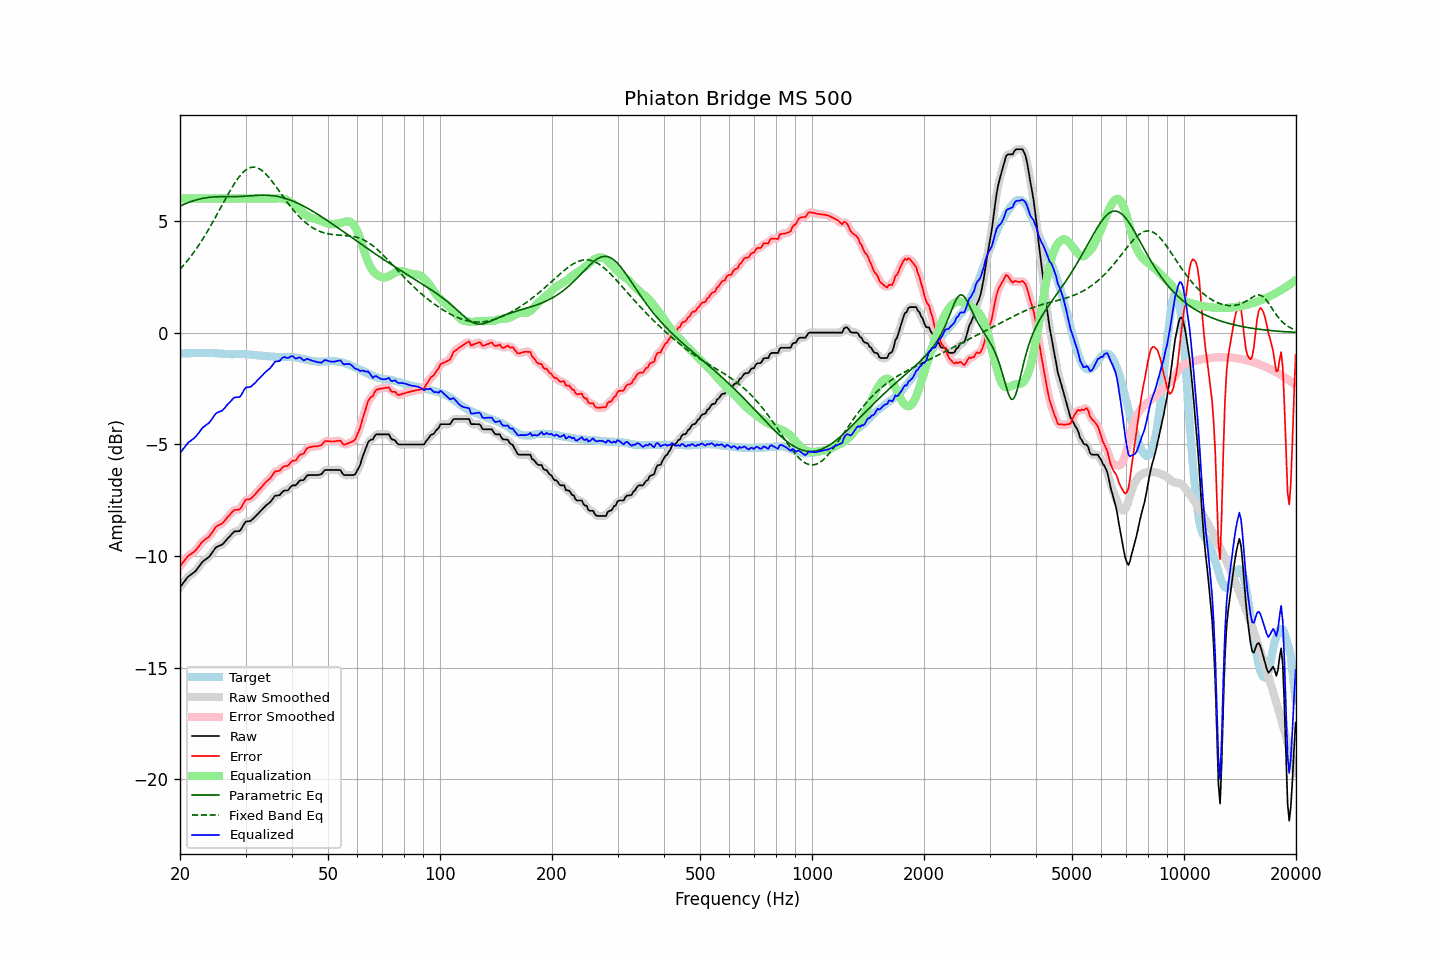 Phiaton Bridge MS 500
Amplitude (dBr)
5
0
−5
−10
−15
−20
Target
Raw Smoothed
Error Smoothed
Raw
Error
Equalization
Parametric Eq
Fixed Band Eq
Equalized
20 50 100 200 500 1000 2000 5000 10000 20000
Frequency (Hz)